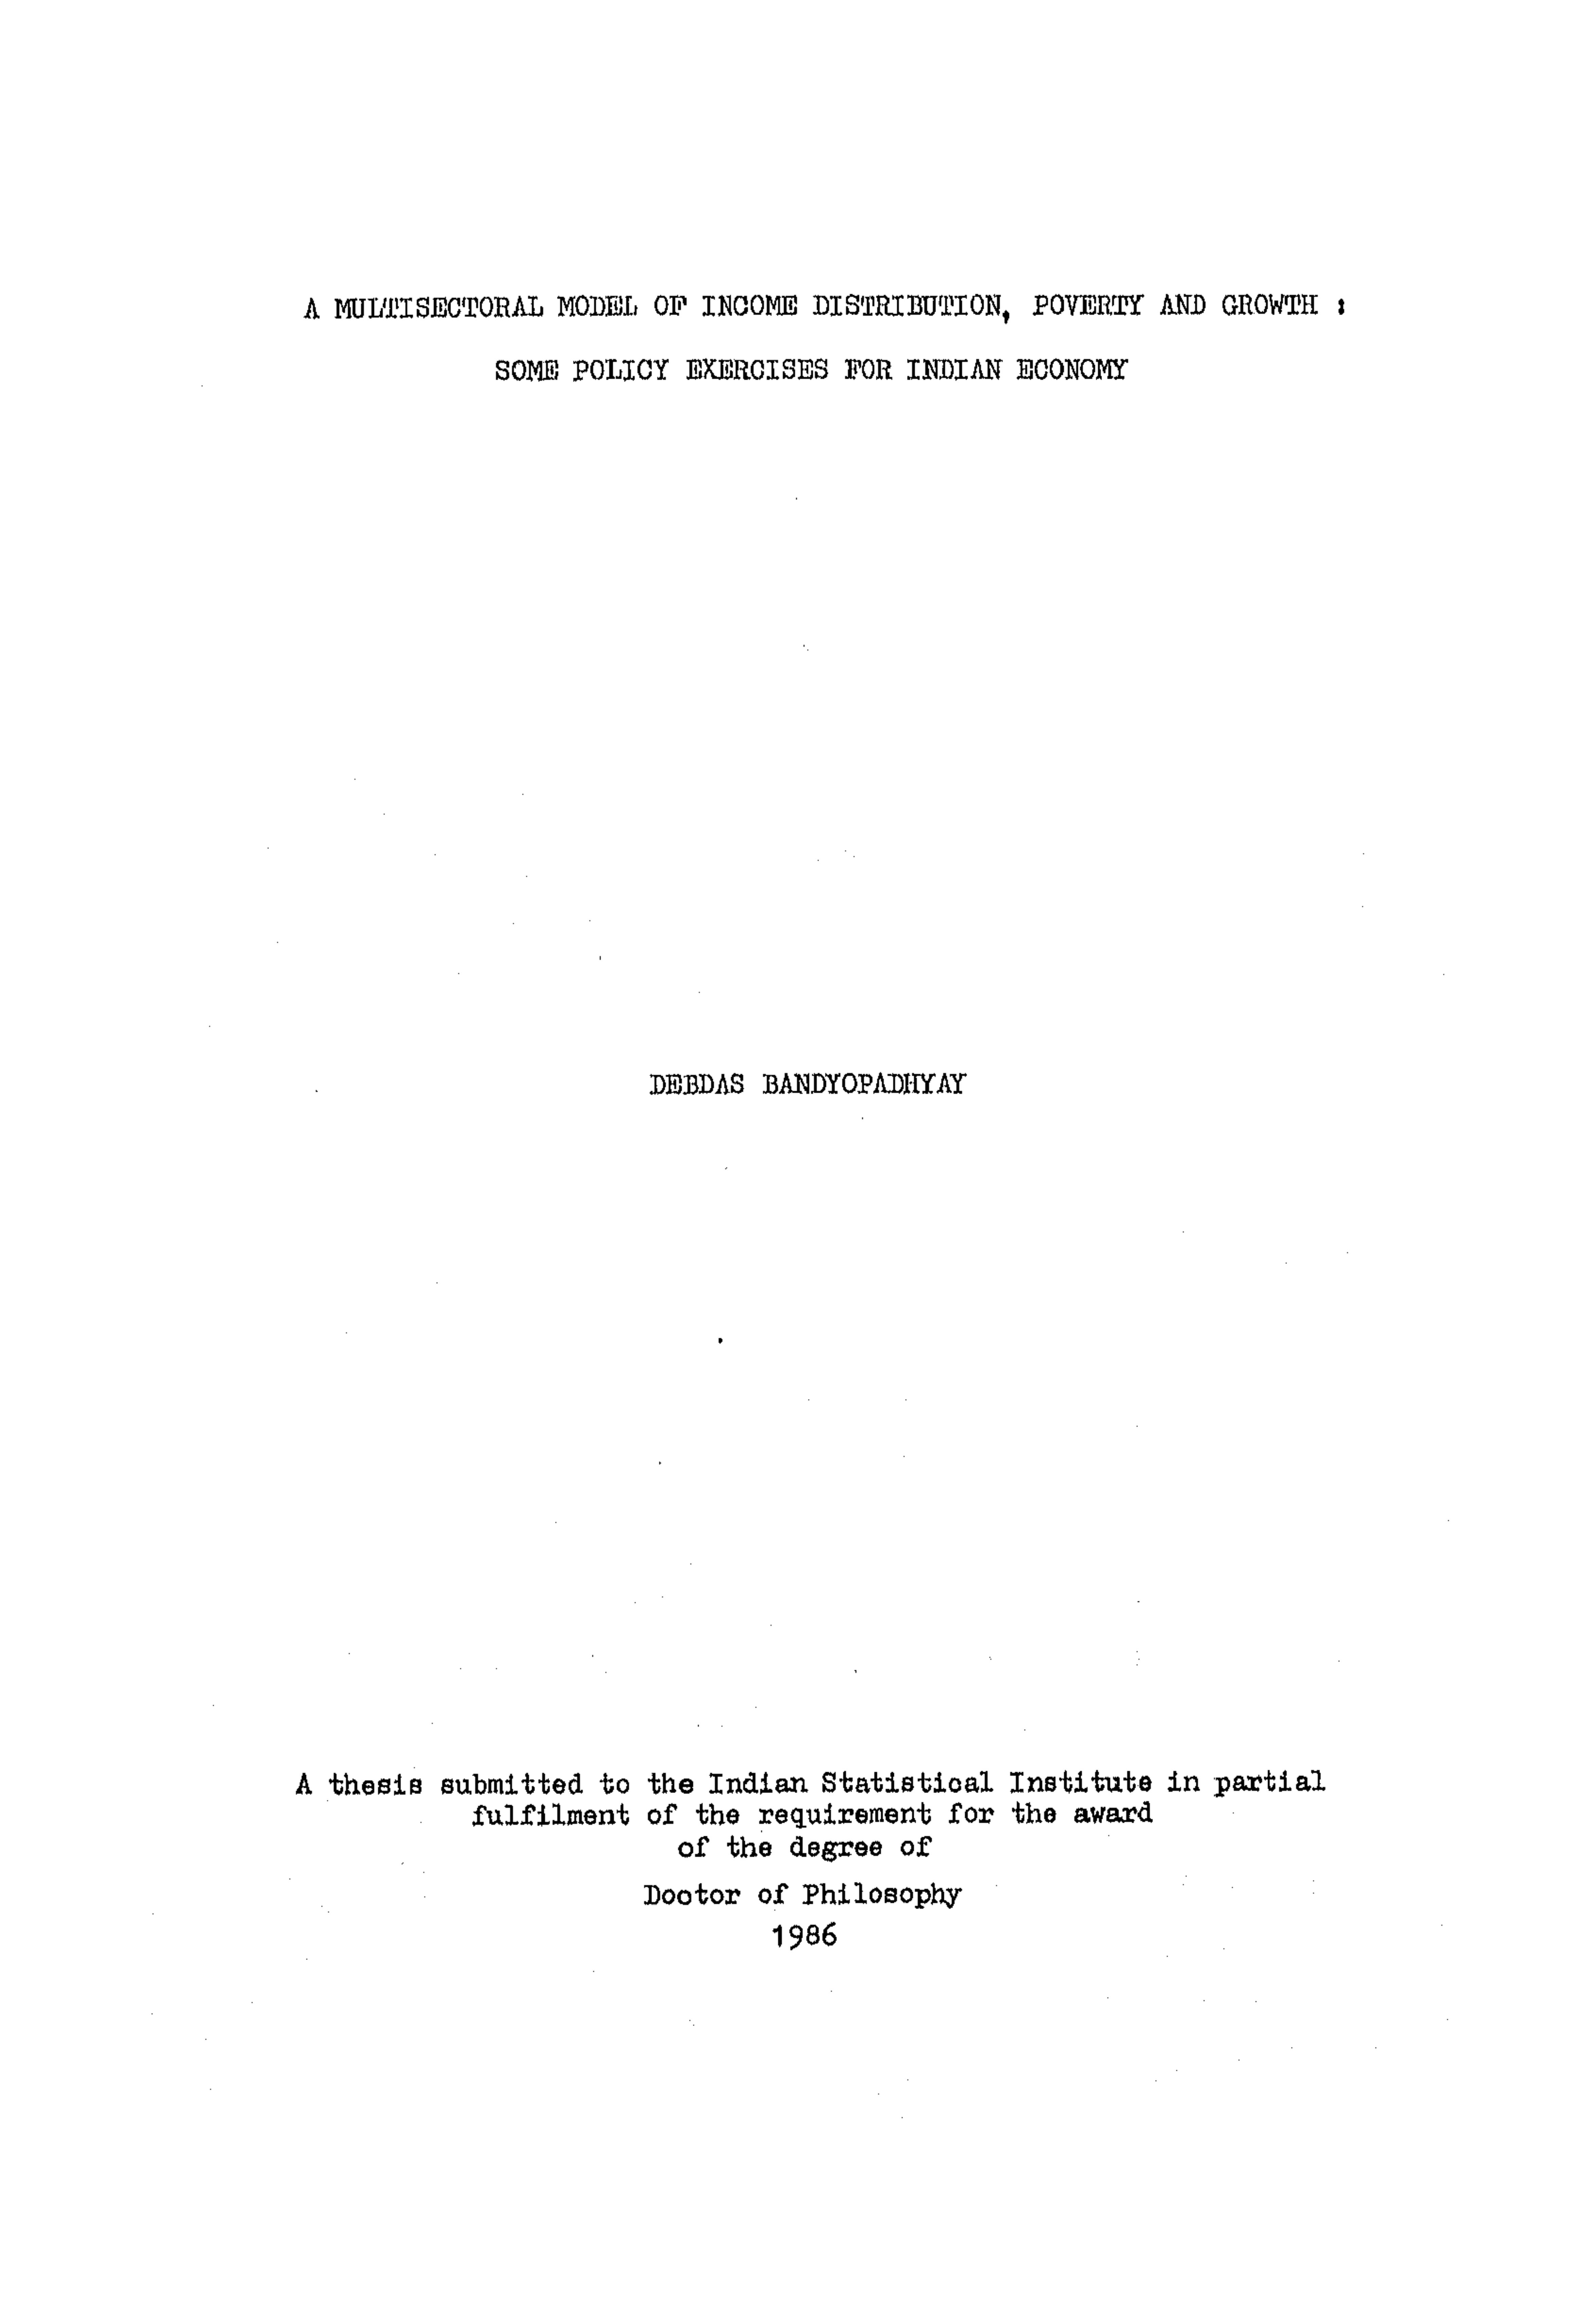 A MULTISECTORAL MODEL OF INCOME DISTRIBUTION, POVERTY AND GROWTH :
SOME POLICY EXERCISES FOR INDIAN ECONOMY
DEBDAS BANDYOPADHYAY
A thesis submitted to the Indian Statistical Institute in partial
fulfilment of the requirement for the award
of the degree of
Doctor of Philosophy
1986